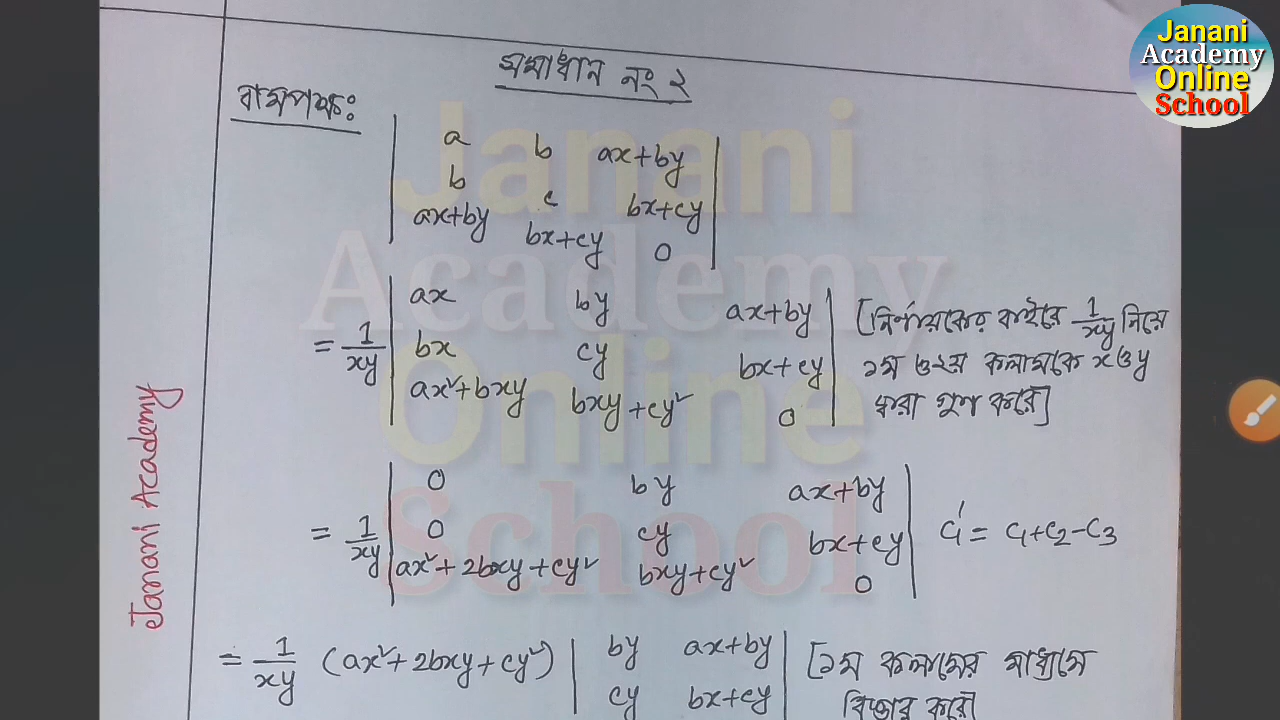 Janani
Academy
Online
School
সমাধান নং ২
বামপক্ষঃ
| a b ax+by |
| b c bx+cy |
| ax+by bx+cy 0 |
= 1/xy | ax by ax+by | [নির্ণায়কের বাইরে 1/xy নিয়ে
| bx cy bx+cy | ১ম ও ২য় কলামকে x ও y
| ax²+bxy bxy+cy² 0 | দ্বারা গুণ করে]
= 1/xy | 0 by ax+by |
| 0 cy bx+cy | C₁′ = C₁+C₂-C₃
| ax²+2bxy+cy² bxy+cy² 0 |
= 1/xy (ax²+2bxy+cy²) | by ax+by | [১ম কলামের মাধ্যমে
| cy bx+cy | বিস্তার করে]
Janani Academy
Janani
Academy
Online
School